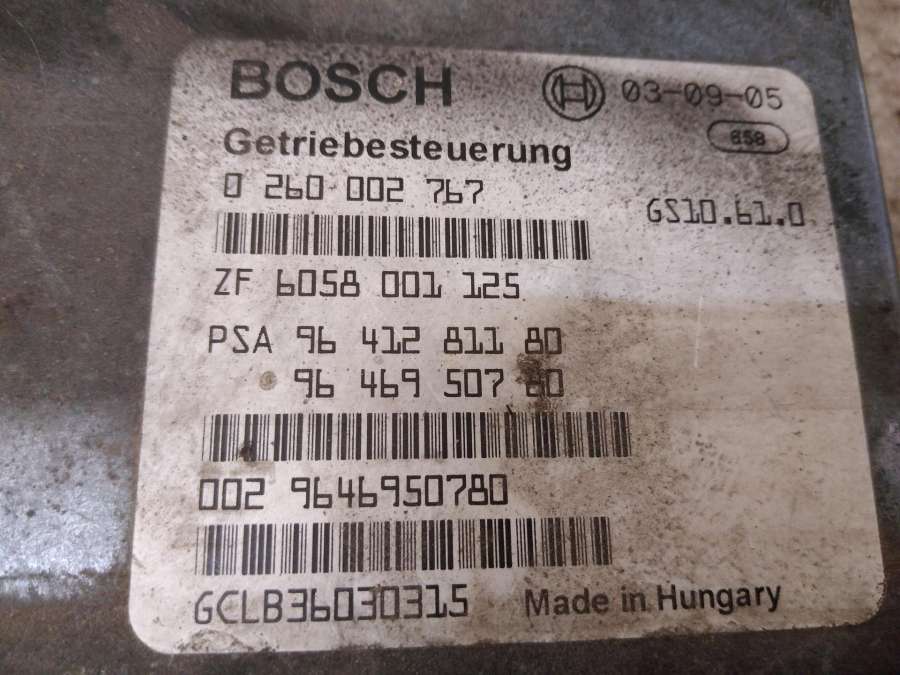 BOSCH 03-09-05
858
Getriebesteuerung
0 260 002 767
GS10.61.0
ZF 6058 001 125
PSA 96 412 811 80
96 469 507 80
002 9646950780
GCLB36030315 Made in Hungary